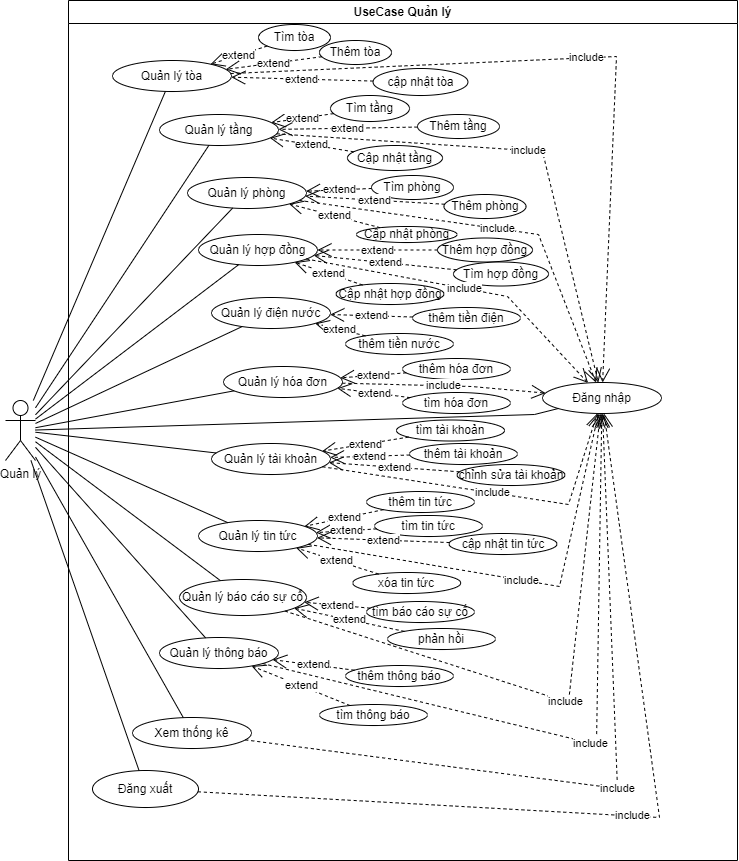 UseCase Quản lý
Tìm tòa
extend
Thêm tòa
extend
include
Quản lý tòa
extend
cập nhật tòa
Tìm tầng
extend
Thêm tầng
extend
Quản lý tầng
extend
include
Cập nhật tầng
Tìm phòng
extend
Quản lý phòng
extend
Thêm phòng
extend
include
Cập nhật phòng
Quản lý hợp đồng
extend
Thêm hợp đồng
extend
Tìm hợp đồng
extend
include
Cập nhật hợp đồng
Quản lý điện nước
extend
thêm tiền điện
extend
thêm tiền nước
extend
thêm hóa đơn
Quản lý hóa đơn
include
extend
tìm hóa đơn
Đăng nhập
Quản lý
tìm tài khoản
extend
thêm tài khoản
Quản lý tài khoản
extend
extend
chỉnh sửa tài khoản
include
thêm tin tức
extend
tìm tin tức
Quản lý tin tức
extend
extend
cập nhật tin tức
extend
xóa tin tức
include
Quản lý báo cáo sự cố
extend
tìm báo cáo sự cố
extend
phản hồi
Quản lý thông báo
extend
thêm thông báo
extend
tìm thông báo
include
include
Xem thống kê
include
Đăng xuất
include